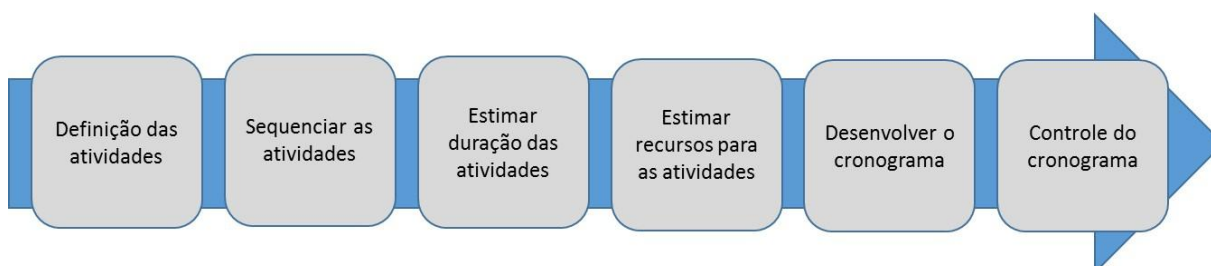 Definição das
atividades
Sequenciar as
atividades
Estimar
duração das
atividades
Estimar
recursos para
as atividades
Desenvolver o
cronograma
Controle do
cronograma